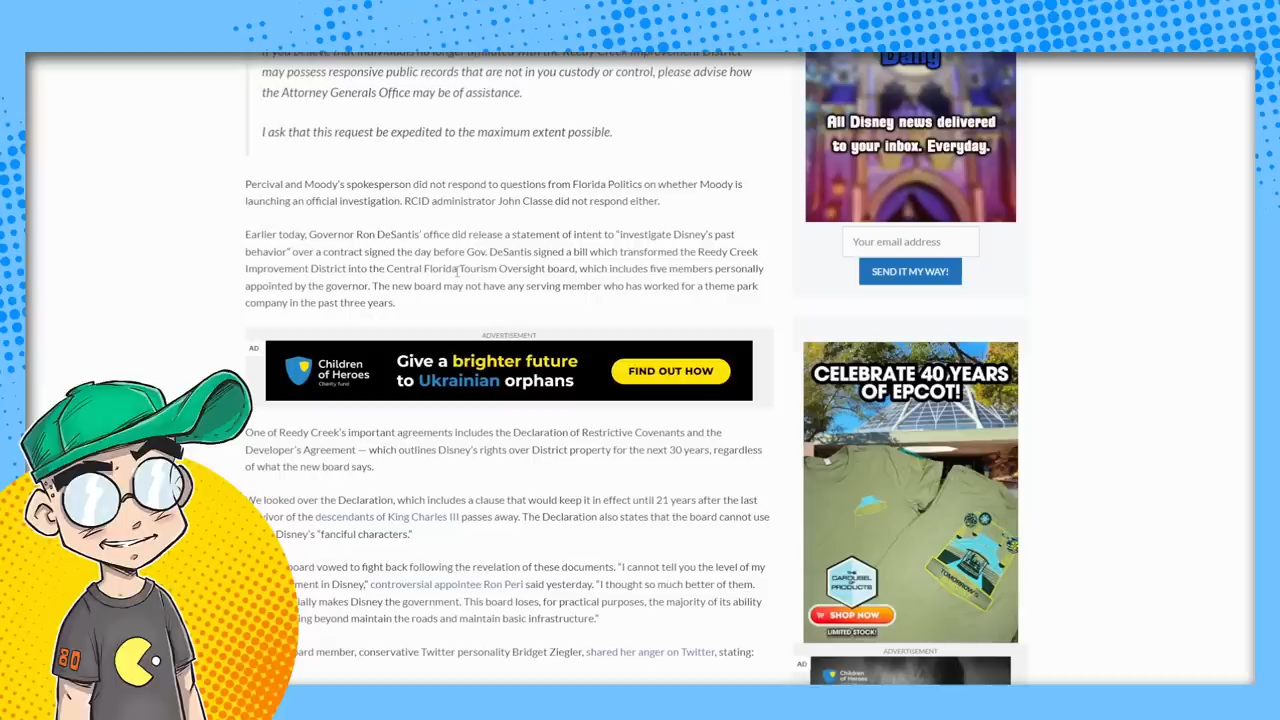 may possess responsive public records that are not in you custody or control, please advise how
the Attorney Generals Office may be of assistance.
I ask that this request be expedited to the maximum extent possible.
Percival and Moody's spokesperson did not respond to questions from Florida Politics on whether Moody is
launching an official investigation. RCID administrator John Classe did not respond either.
Earlier today, Governor Ron DeSantis' office did release a statement of intent to "investigate Disney's past
behavior" over a contract signed the day before Gov. DeSantis signed a bill which transformed the Reedy Creek
Improvement District into the Central Florida Tourism Oversight board, which includes five members personally
appointed by the governor. The new board may not have any serving member who has worked for a theme park
company in the past three years.
ADVERTISEMENT
AD
Children
of Heroes
Charity Fund
Give a brighter future
to Ukrainian orphans
FIND OUT HOW
One of Reedy Creek's important agreements includes the Declaration of Restrictive Covenants and the
Developer's Agreement — which outlines Disney's rights over District property for the next 30 years, regardless
of what the new board says.
We looked over the Declaration, which includes a clause that would keep it in effect until 21 years after the last
of the descendants of King Charles III passes away. The Declaration also states that the board cannot use
Disney's "fanciful characters."
board vowed to fight back following the revelation of these documents. "I cannot tell you the level of my
in Disney," controversial appointee Ron Peri said yesterday. "I thought so much better of them.
makes Disney the government. This board loses, for practical purposes, the majority of its ability
beyond maintain the roads and maintain basic infrastructure."
member, conservative Twitter personality Bridget Ziegler, shared her anger on Twitter, stating:
Dang
All Disney news delivered
to your inbox. Everyday.
Your email address
SEND IT MY WAY!
CELEBRATE 40 YEARS
OF EPCOT!
TOMORROW'S
THE
CAROUSEL
OF
PRODUCTS
SHOP NOW
LIMITED STOCK!
ADVERTISEMENT
AD
Children
of Heroes
80